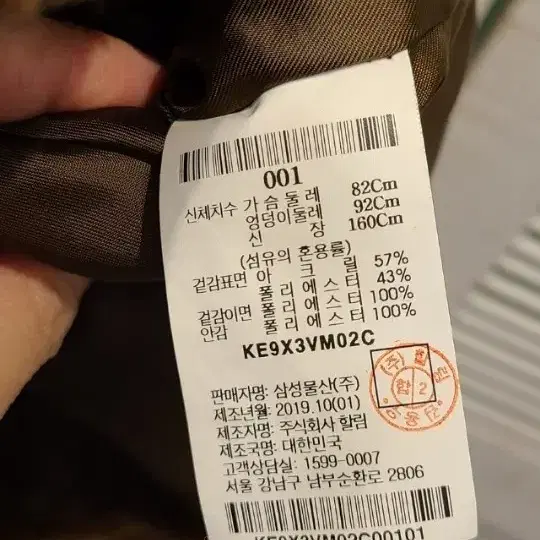 001
신체치수 가슴둘레 82Cm
엉덩이둘레 92Cm
신 장 160Cm
(섬유의 혼용률)
겉감표면 아 크 릴 57%
폴리에스터 43%
겉감이면 폴리에스터 100%
안감 폴리에스터 100%
KE9X3VM02C
판매자명: 삼성물산(주)
제조년월: 2019.10(01)
제조자명: 주식회사 할림
제조국명: 대한민국
고객상담실: 1599-0007
서울 강남구 남부순환로 2806
KE9X3VM02C00101
(주)
합 2